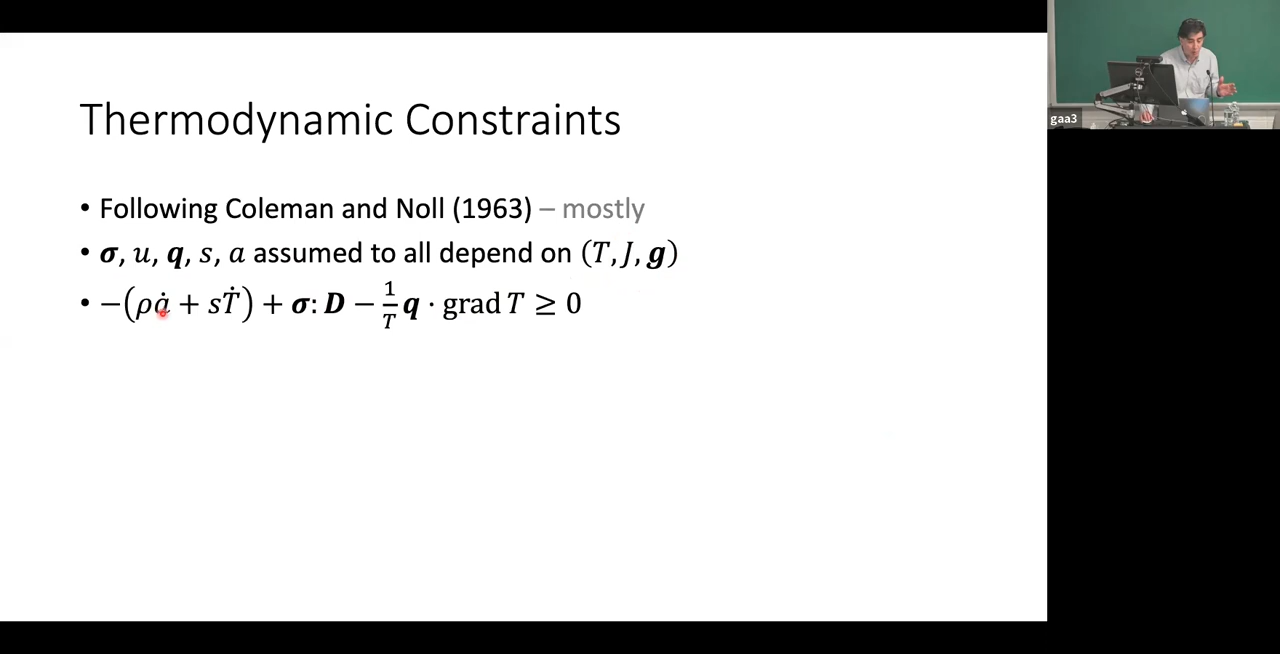 Thermodynamic Constraints
• Following Coleman and Noll (1963) – mostly
• σ, u, q, s, a assumed to all depend on (T, J, g)
• −(ρȧ + sṪ) + σ: D − 1/T q · grad T ≥ 0
gaa3